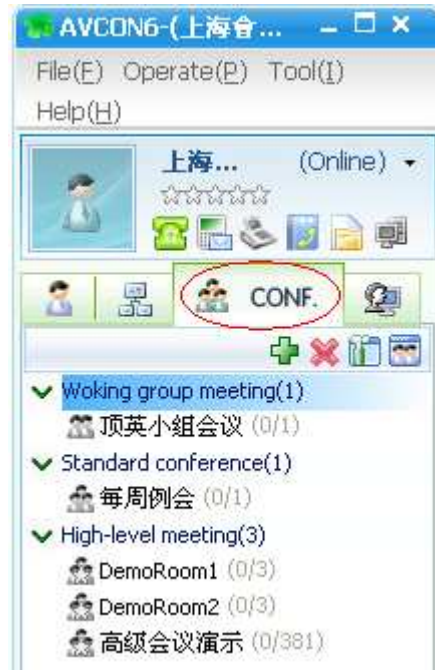 AVCON6-(上海會...
File(F) Operate(P) Tool(I)
Help(H)
上海... (Online)
CONF.
Woking group meeting(1)
顶英小组会议 (0/1)
Standard conference(1)
每周例会 (0/1)
High-level meeting(3)
DemoRoom1 (0/3)
DemoRoom2 (0/3)
高级会议演示 (0/381)